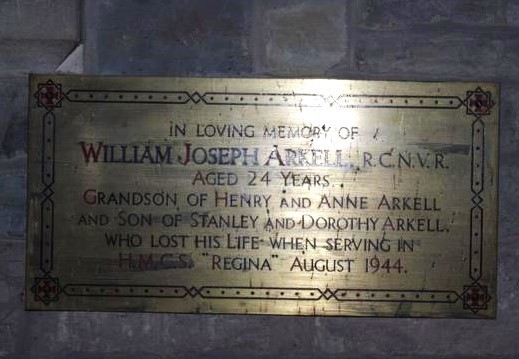 IN LOVING MEMORY OF
WILLIAM JOSEPH ARKELL, R.C.N.V.R.
AGED 24 YEARS
GRANDSON OF HENRY AND ANNE ARKELL
AND SON OF STANLEY AND DOROTHY ARKELL.
WHO LOST HIS LIFE WHEN SERVING IN
H.M.C.S. "REGINA" AUGUST 1944.